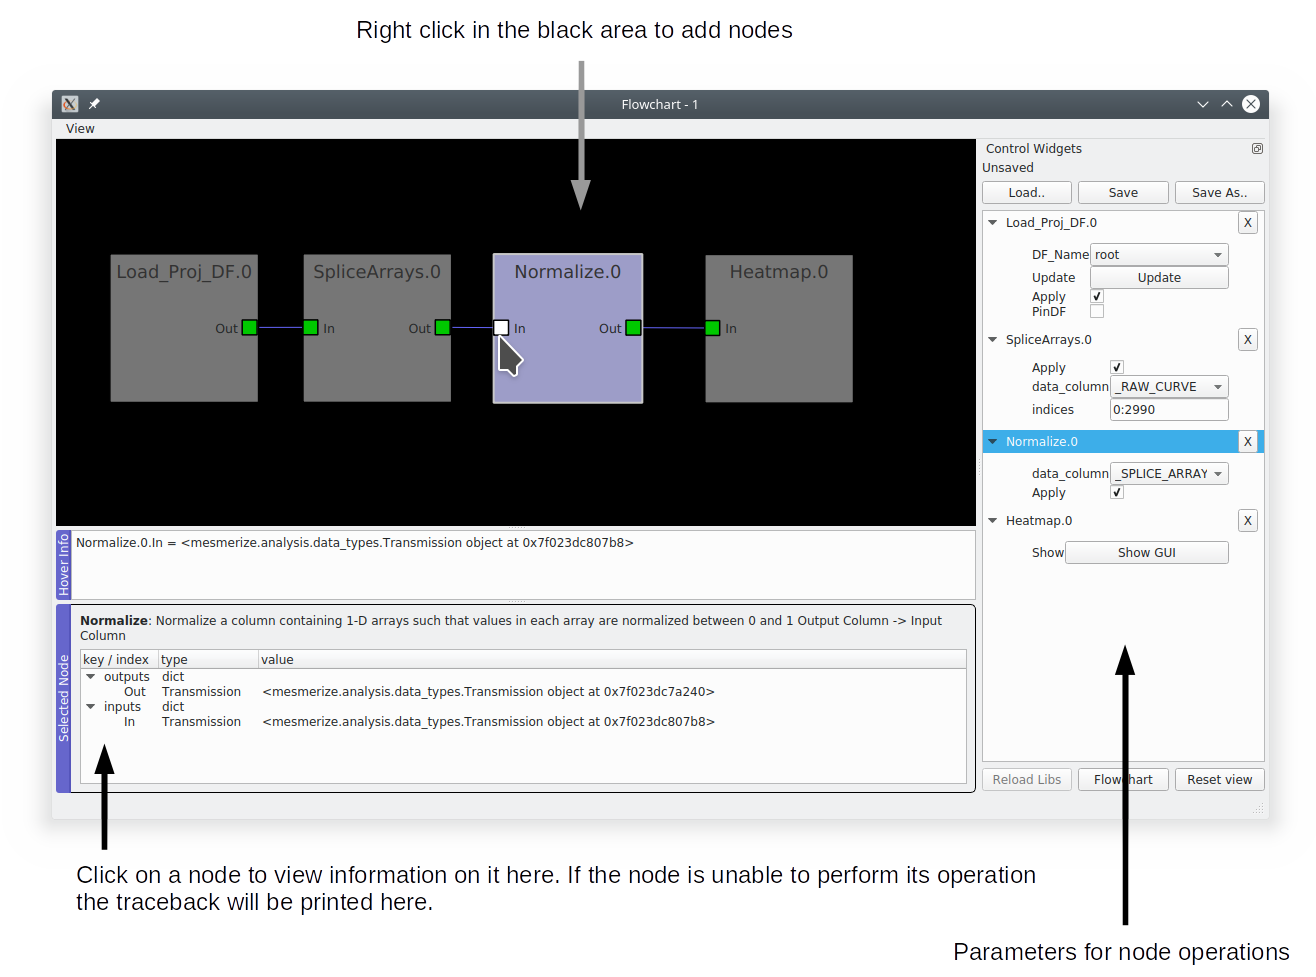 Right click in the black area to add nodes
Flowchart - 1
View
Load_Proj_DF.0
SpliceArrays.0
Normalize.0
Heatmap.0
Out
In
Out
In
Out
In
Hover Info
Normalize.0.In = <mesmerize.analysis.data_types.Transmission object at 0x7f023dc807b8>
Selected Node
Normalize: Normalize a column containing 1-D arrays such that values in each array are normalized between 0 and 1 Output Column -> Input
Column
key / index type value
outputs dict
Out Transmission <mesmerize.analysis.data_types.Transmission object at 0x7f023dc7a240>
inputs dict
In Transmission <mesmerize.analysis.data_types.Transmission object at 0x7f023dc807b8>
Control Widgets
Unsaved
Load.. Save Save As..
Load_Proj_DF.0 X
DF_Name root
Update Update
Apply
PinDF
SpliceArrays.0 X
Apply
data_column _RAW_CURVE
indices 0:2990
Normalize.0 X
data_column _SPLICE_ARRAY
Apply
Heatmap.0 X
Show Show GUI
Reload Libs Flowchart Reset view
Click on a node to view information on it here. If the node is unable to perform its operation
the traceback will be printed here.
Parameters for node operations